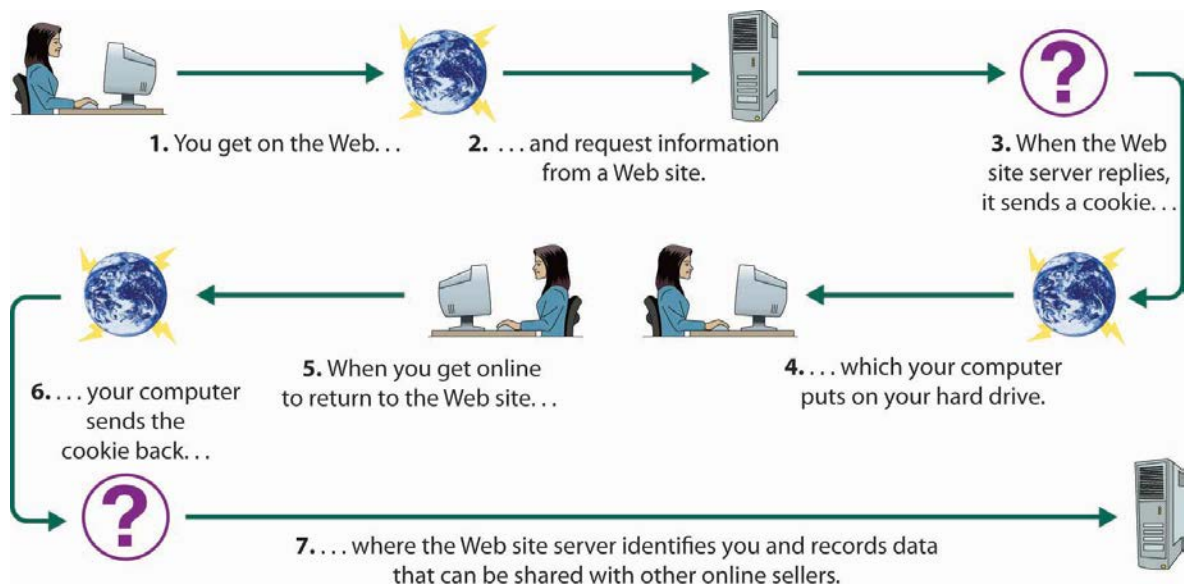 1. You get on the Web. . .
2. . . . and request information
from a Web site.
?
3. When the Web
site server replies,
it sends a cookie. . .
4. . . . which your computer
puts on your hard drive.
5. When you get online
to return to the Web site. . .
6. . . . your computer
sends the
cookie back. . .
?
7. . . . where the Web site server identifies you and records data
that can be shared with other online sellers.